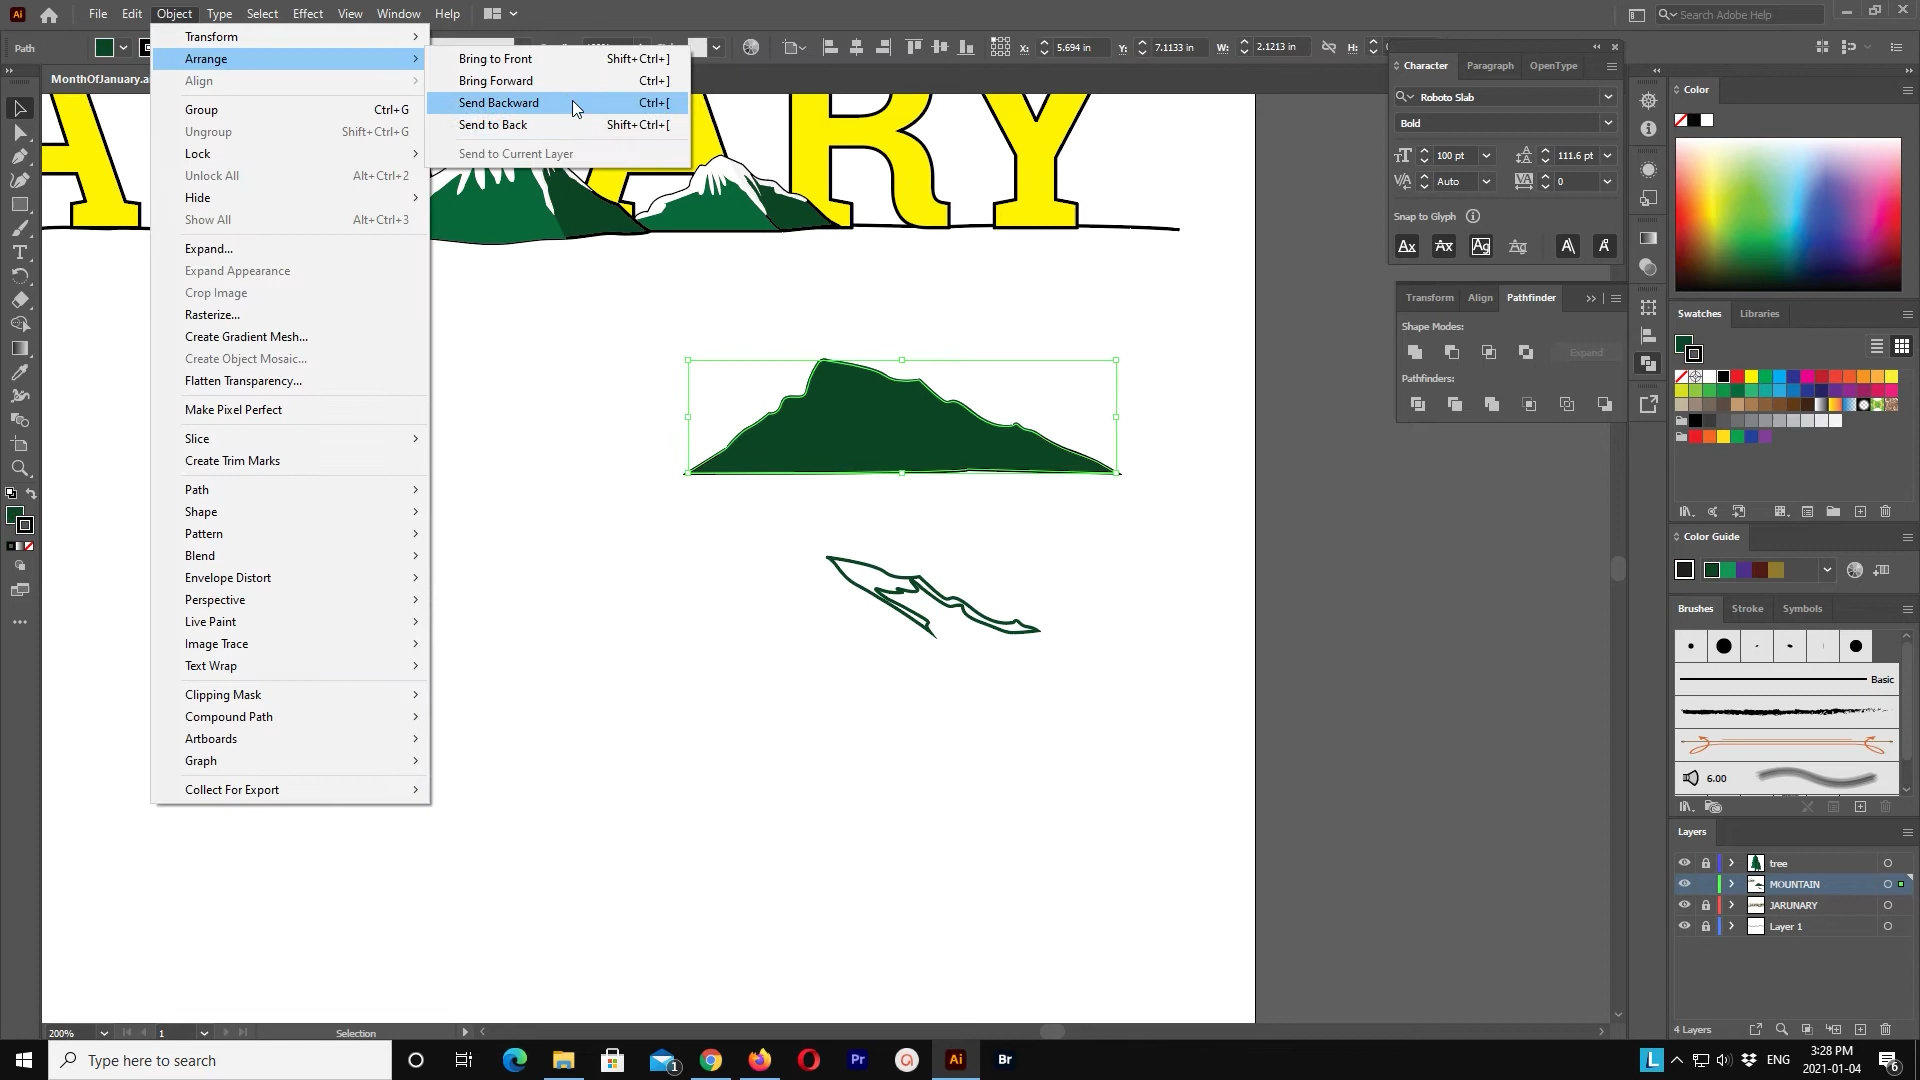 Ai File Edit Object Type Select Effect View Window Help Search Adobe Help
Path X: 5.694 in Y: 7.1133 in W: 2.1213 in H:
MonthOfJanuary.a
Transform
Arrange
Align
Group Ctrl+G
Ungroup Shift+Ctrl+G
Lock
Unlock All Alt+Ctrl+2
Hide
Show All Alt+Ctrl+3
Expand...
Expand Appearance
Crop Image
Rasterize...
Create Gradient Mesh...
Create Object Mosaic...
Flatten Transparency...
Make Pixel Perfect
Slice
Create Trim Marks
Path
Shape
Pattern
Blend
Envelope Distort
Perspective
Live Paint
Image Trace
Text Wrap
Clipping Mask
Compound Path
Artboards
Graph
Collect For Export
Bring to Front Shift+Ctrl+]
Bring Forward Ctrl+]
Send Backward Ctrl+[
Send to Back Shift+Ctrl+[
Send to Current Layer
A ARY
Character Paragraph OpenType
Roboto Slab
Bold
100 pt 111.6 pt
Auto 0
Snap to Glyph
Transform Align Pathfinder
Shape Modes:
Expand
Pathfinders:
Color
Swatches Libraries
Color Guide
Brushes Stroke Symbols
Basic
6.00
Layers
tree
MOUNTAIN
JARUNARY
Layer 1
4 Layers
200% 1 Selection
Type here to search 1 Pr Ai Br L ENG 3:28 PM
2021-01-04 6